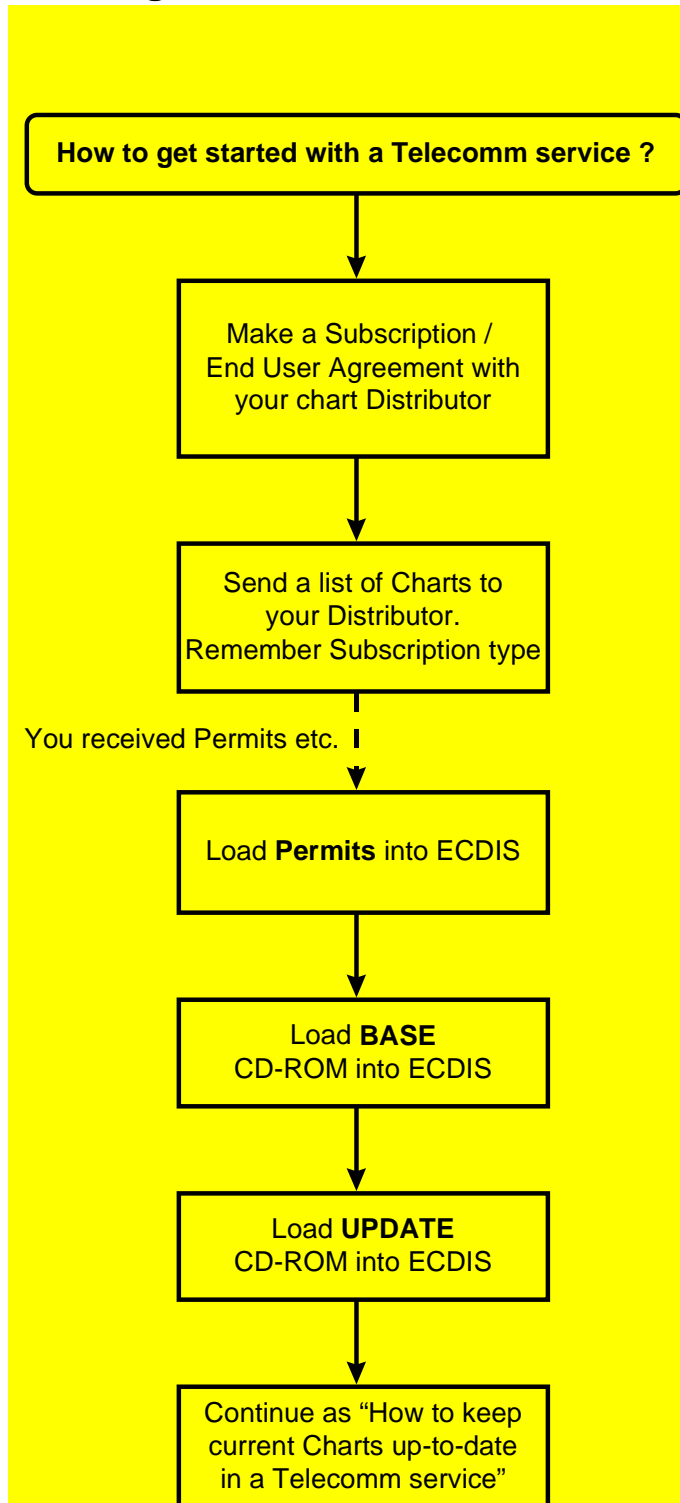 How to get started with a Telecomm service ?
Make a Subscription /
End User Agreement with
your chart Distributor
Send a list of Charts to
your Distributor.
Remember Subscription type
You received Permits etc.
Load Permits into ECDIS
Load BASE
CD-ROM into ECDIS
Load UPDATE
CD-ROM into ECDIS
Continue as “How to keep
current Charts up-to-date
in a Telecomm service”